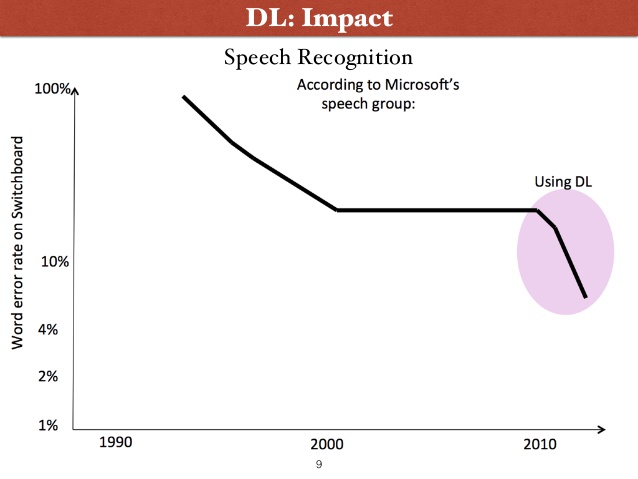 DL: Impact
Speech Recognition
According to Microsoft's
speech group:
100%
Using DL
Word error rate on Switchboard
10%
4%
2%
1%
1990
2000
2010
9